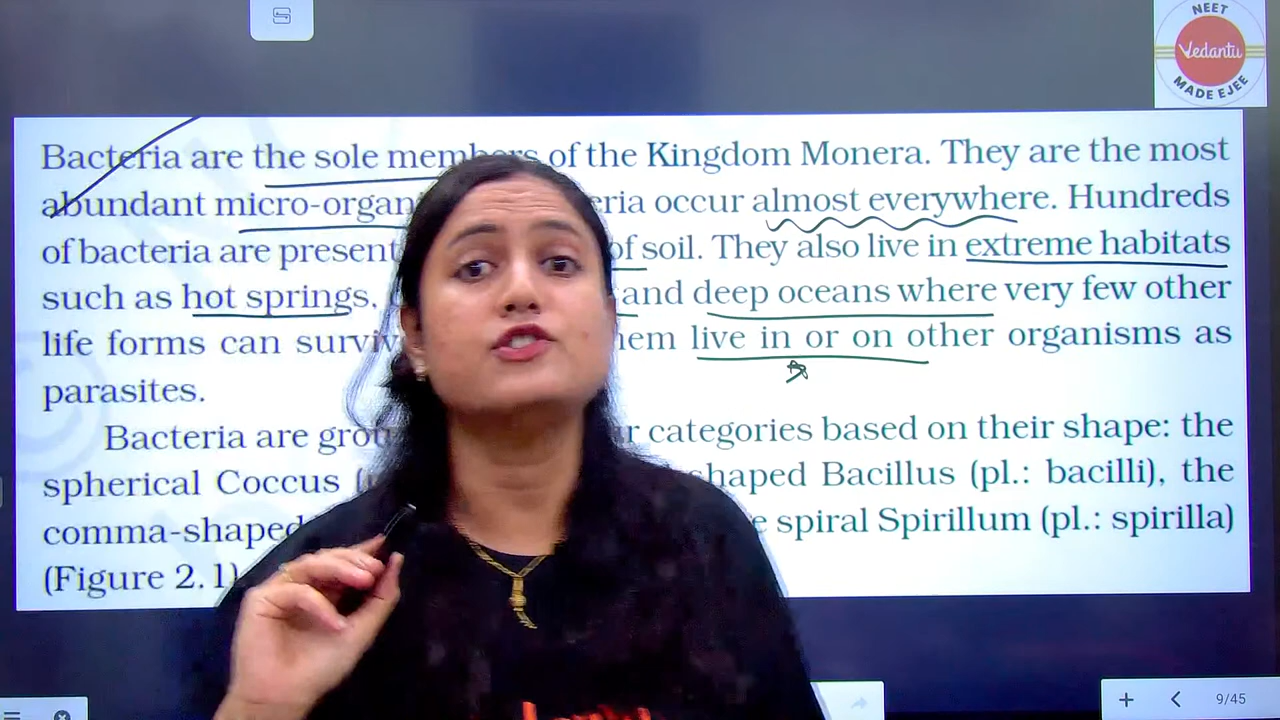 NEET
Vedantu
MADE EJEE
Bacteria are the sole members of the Kingdom Monera. They are the most
abundant micro-organ eria occur almost everywhere. Hundreds
of bacteria are present of soil. They also live in extreme habitats
such as hot springs, and deep oceans where very few other
life forms can surviv hem live in or on other organisms as
parasites.
Bacteria are grou r categories based on their shape: the
spherical Coccus ( shaped Bacillus (pl.: bacilli), the
comma-shaped e spiral Spirillum (pl.: spirilla)
(Figure 2.1)
9/45